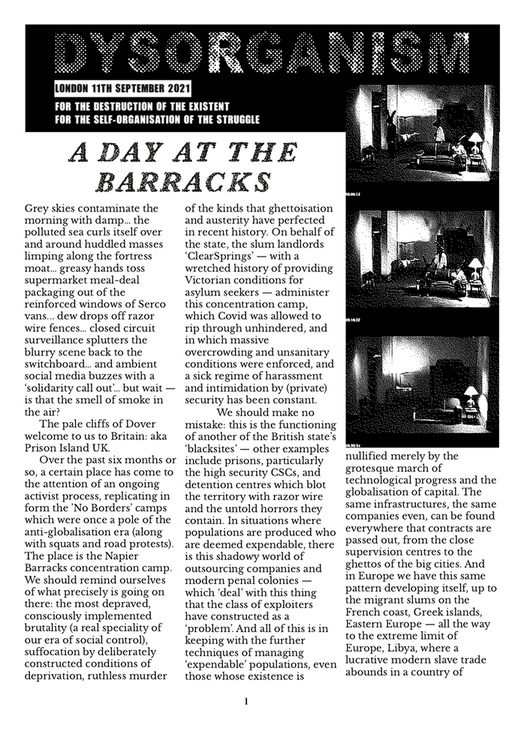 DYSORGANISM
LONDON 11TH SEPTEMBER 2021
FOR THE DESTRUCTION OF THE EXISTENT
FOR THE SELF-ORGANISATION OF THE STRUGGLE
A DAY AT THE
BARRACKS
Grey skies contaminate the
morning with damp... the
polluted sea curls itself over
and around huddled masses
limping along the fortress
moat... greasy hands toss
supermarket meal-deal
packaging out of the
reinforced windows of Serco
vans... dew drops off razor
wire fences... closed circuit
surveillance splutters the
blurry scene back to the
switchboard... and ambient
social media buzzes with a
‘solidarity call out’... but wait —
is that the smell of smoke in
the air?
The pale cliffs of Dover
welcome to us to Britain: aka
Prison Island UK.
Over the past six months or
so, a certain place has come to
the attention of an ongoing
activist process, replicating in
form the ’No Borders’ camps
which were once a pole of the
anti-globalisation era (along
with squats and road protests).
The place is the Napier
Barracks concentration camp.
We should remind ourselves
of what precisely is going on
there: the most depraved,
consciously implemented
brutality (a real speciality of
our era of social control),
suffocation by deliberately
constructed conditions of
deprivation, ruthless murder
of the kinds that ghettoisation
and austerity have perfected
in recent history. On behalf of
the state, the slum landlords
‘ClearSprings’ — with a
wretched history of providing
Victorian conditions for
asylum seekers — administer
this concentration camp,
which Covid was allowed to
rip through unhindered, and
in which massive
overcrowding and unsanitary
conditions were enforced, and
a sick regime of harassment
and intimidation by (private)
security has been constant.
We should make no
mistake: this is the functioning
of another of the British state’s
‘blacksites’ — other examples
include prisons, particularly
the high security CSCs, and
detention centres which blot
the territory with razor wire
and the untold horrors they
contain. In situations where
populations are produced who
are deemed expendable, there
is this shadowy world of
outsourcing companies and
modern penal colonies —
which ‘deal’ with this thing
that the class of exploiters
have constructed as a
‘problem’. And all of this is in
keeping with the further
techniques of managing
‘expendable’ populations, even
those whose existence is
nullified merely by the
grotesque march of
technological progress and the
globalisation of capital. The
same infrastructures, the same
companies even, can be found
everywhere that contracts are
passed out, from the close
supervision centres to the
ghettos of the big cities. And
in Europe we have this same
pattern developing itself, up to
the migrant slums on the
French coast, Greek islands,
Eastern Europe — all the way
to the extreme limit of
Europe, Libya, where a
lucrative modern slave trade
abounds in a country of
1